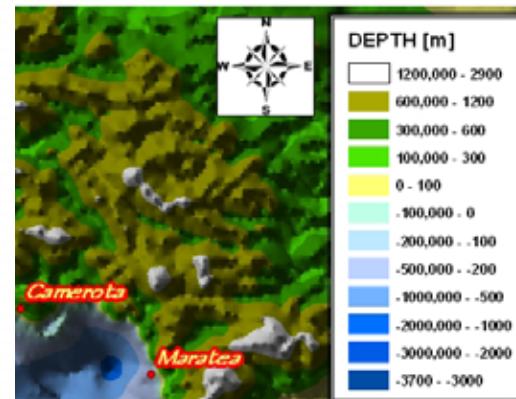 N
W E
S
Camerota
Maratea
DEPTH [m]
1200,000 - 2900
600,000 - 1200
300,000 - 600
100,000 - 300
0 - 100
-100,000 - 0
-200,000 - -100
-500,000 - -200
-1000,000 - -500
-2000,000 - -1000
-3000,000 - -2000
-3700 - -3000